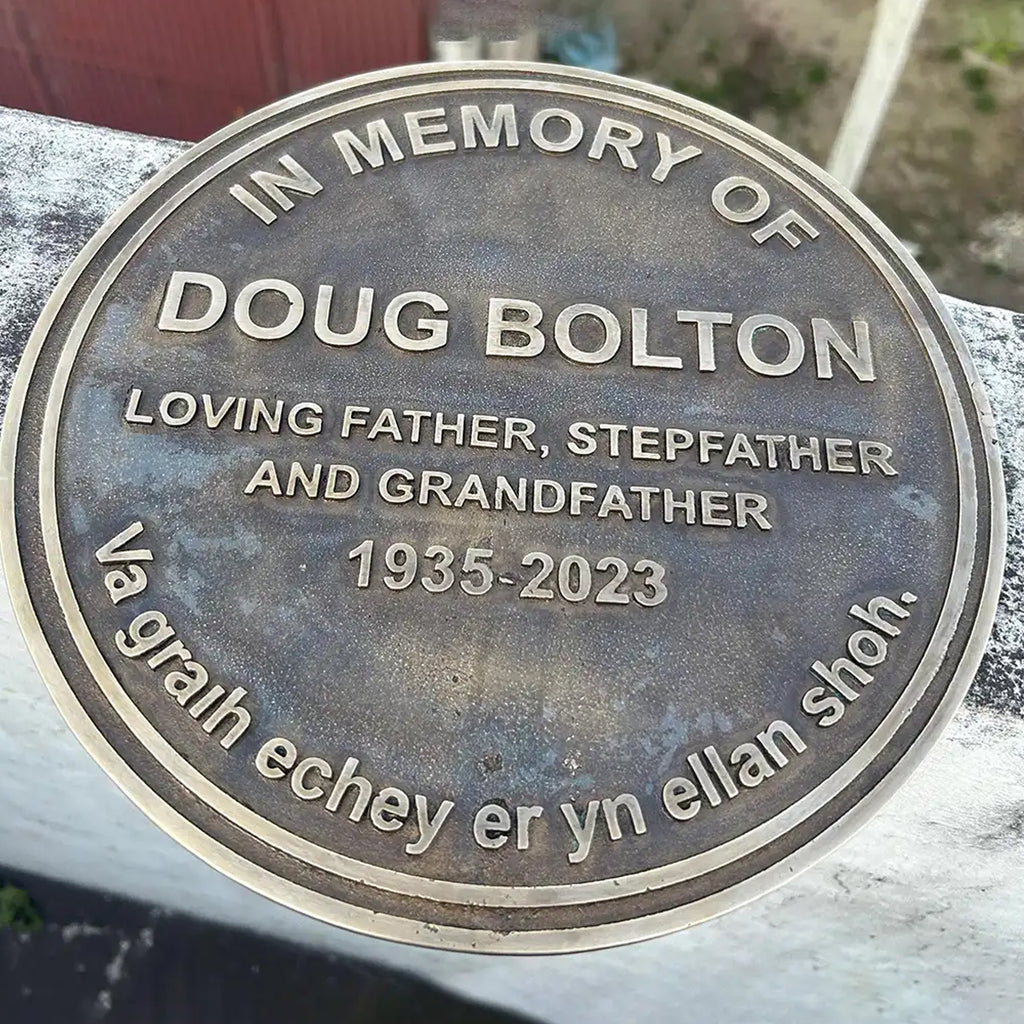 IN MEMORY OF
DOUG BOLTON
LOVING FATHER, STEPFATHER
AND GRANDFATHER
1935-2023
Va graih echey er yn ellan shoh.